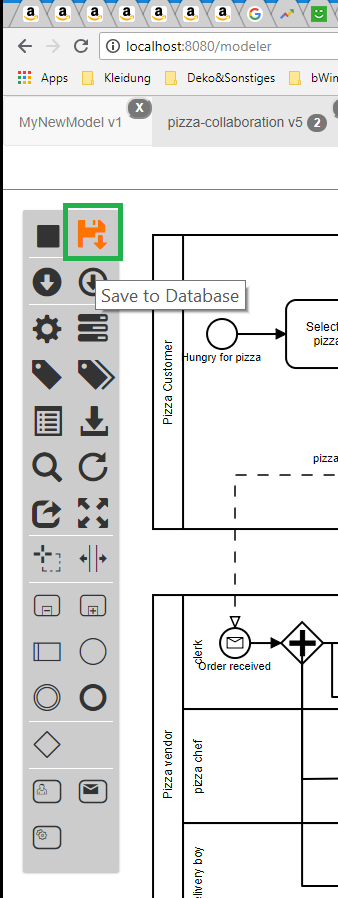 localhost:8080/modeler
Apps Kleidung Deko&Sonstiges bWin
MyNewModel v1 X pizza-collaboration v5 2
Save to Database
Pizza Customer
Hungry for pizza
Select
pizza
pizza
Pizza vendor
clerk
Order received
pizza chef
livery boy